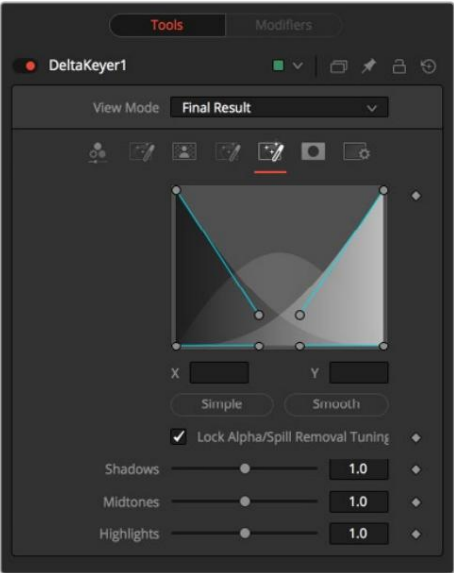 Tools Modifiers
DeltaKeyer1
View Mode Final Result
X Y
Simple Smooth
Lock Alpha/Spill Removal Tuning
Shadows 1.0
Midtones 1.0
Highlights 1.0